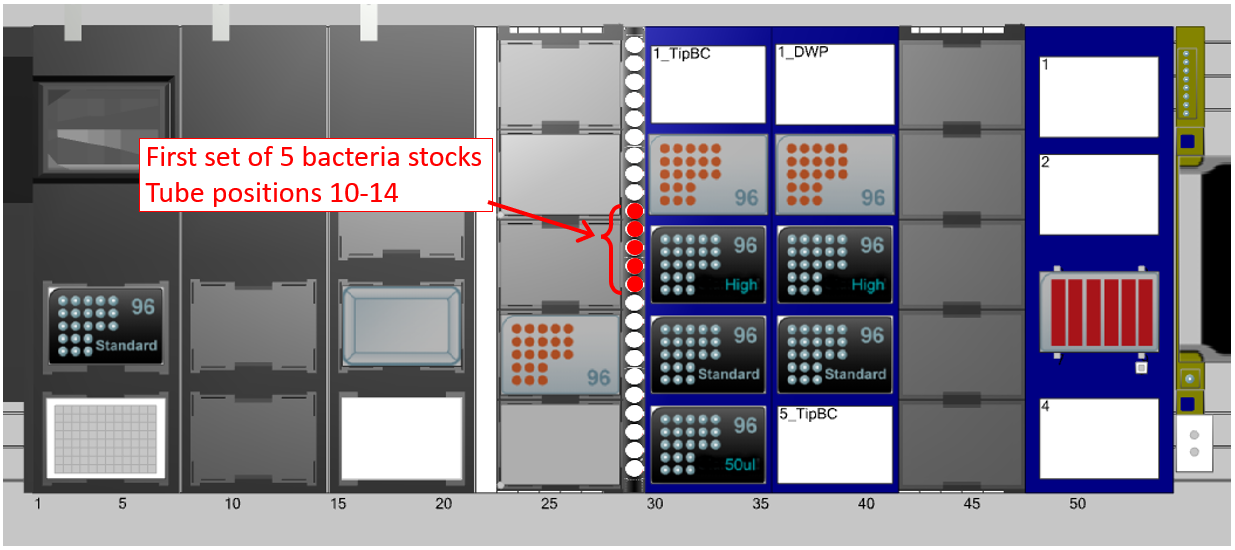 1_TipBC
1_DWP
1
First set of 5 bacteria stocks
Tube positions 10-14
2
96
96
96
High
96
High
96
Standard
96
96
Standard
96
Standard
96
50ul
5_TipBC
4
1 5 10 15 20 25 30 35 40 45 50